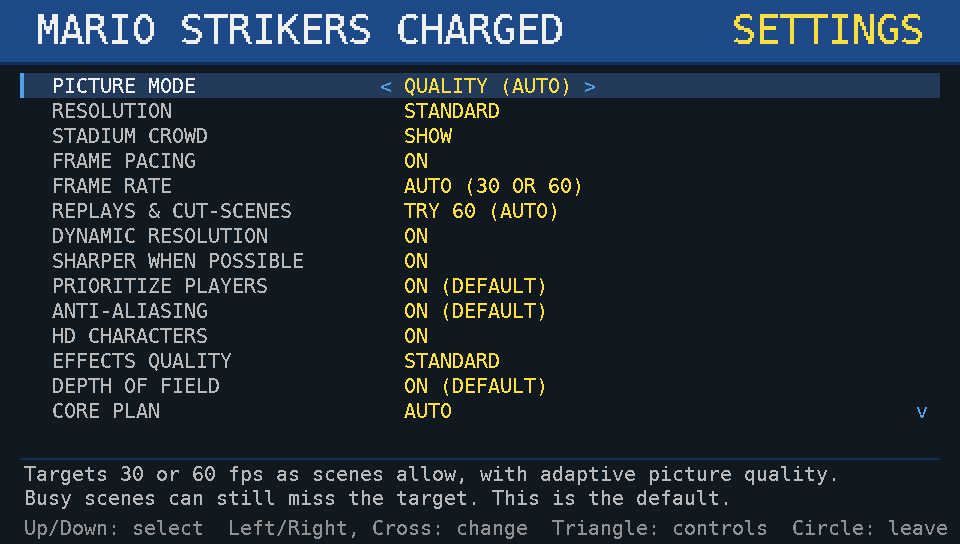 MARIO STRIKERS CHARGED SETTINGS
PICTURE MODE < QUALITY (AUTO) >
RESOLUTION STANDARD
STADIUM CROWD SHOW
FRAME PACING ON
FRAME RATE AUTO (30 OR 60)
REPLAYS & CUT-SCENES TRY 60 (AUTO)
DYNAMIC RESOLUTION ON
SHARPER WHEN POSSIBLE ON
PRIORITIZE PLAYERS ON (DEFAULT)
ANTI-ALIASING ON (DEFAULT)
HD CHARACTERS ON
EFFECTS QUALITY STANDARD
DEPTH OF FIELD ON (DEFAULT)
CORE PLAN AUTO v
Targets 30 or 60 fps as scenes allow, with adaptive picture quality.
Busy scenes can still miss the target. This is the default.
Up/Down: select Left/Right, Cross: change Triangle: controls Circle: leave